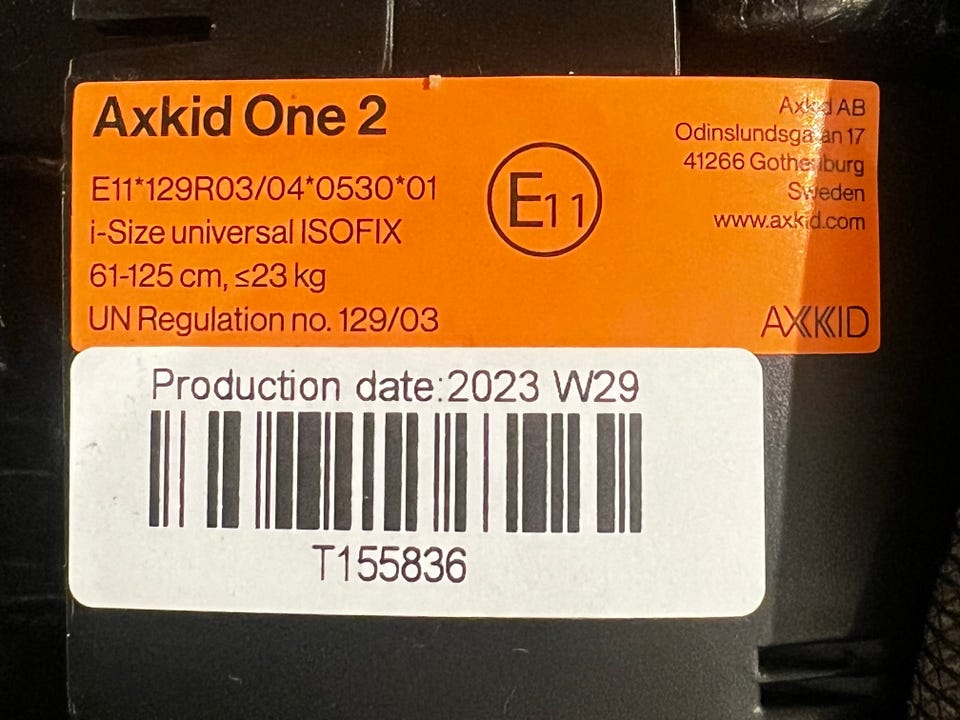 Axkid One 2
E11*129R03/04*0530*01
i-Size universal ISOFIX
61-125 cm, ≤23 kg
UN Regulation no. 129/03
E11
Axkid AB
Odinslundsgatan 17
41266 Gothenburg
Sweden
www.axkid.com
AXKID
Production date:2023 W29
T155836